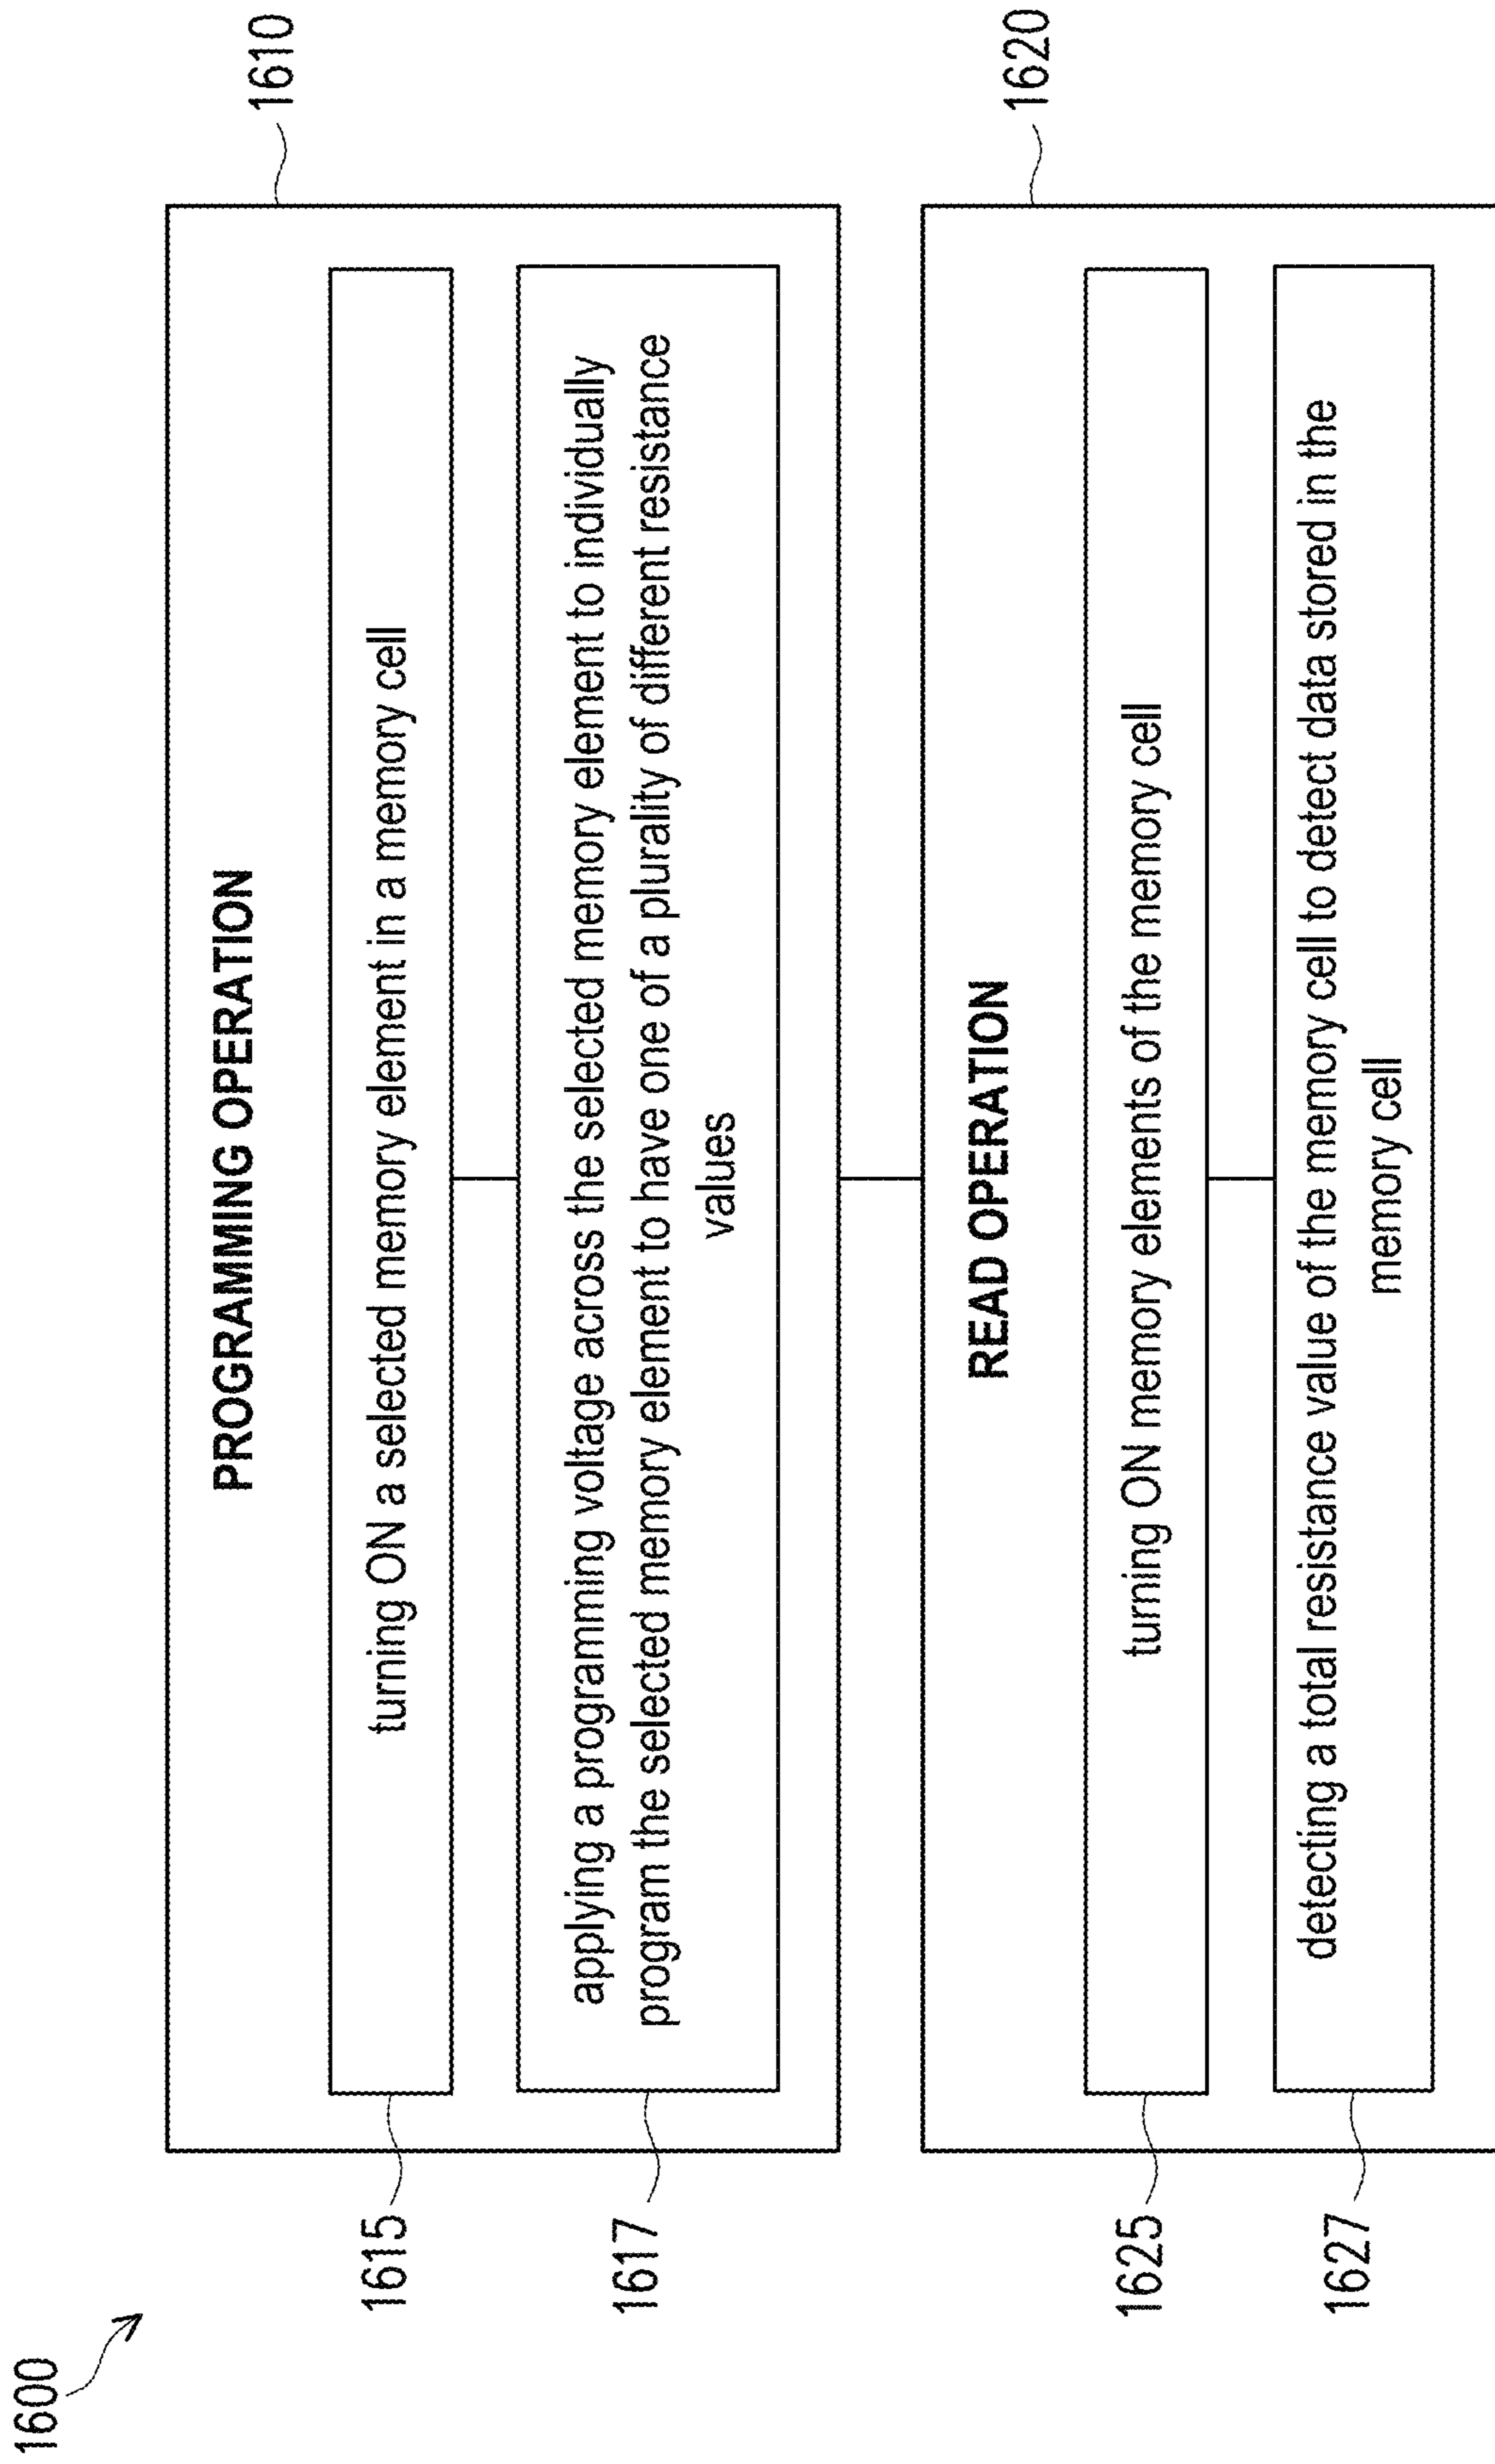 1600
1610
PROGRAMMING OPERATION
1615
turning ON a selected memory element in a memory cell
1617
applying a programming voltage across the selected memory element to individually
program the selected memory element to have one of a plurality of different resistance
values
1620
READ OPERATION
1625
turning ON memory elements of the memory cell
1627
detecting a total resistance value of the memory cell to detect data stored in the
memory cell